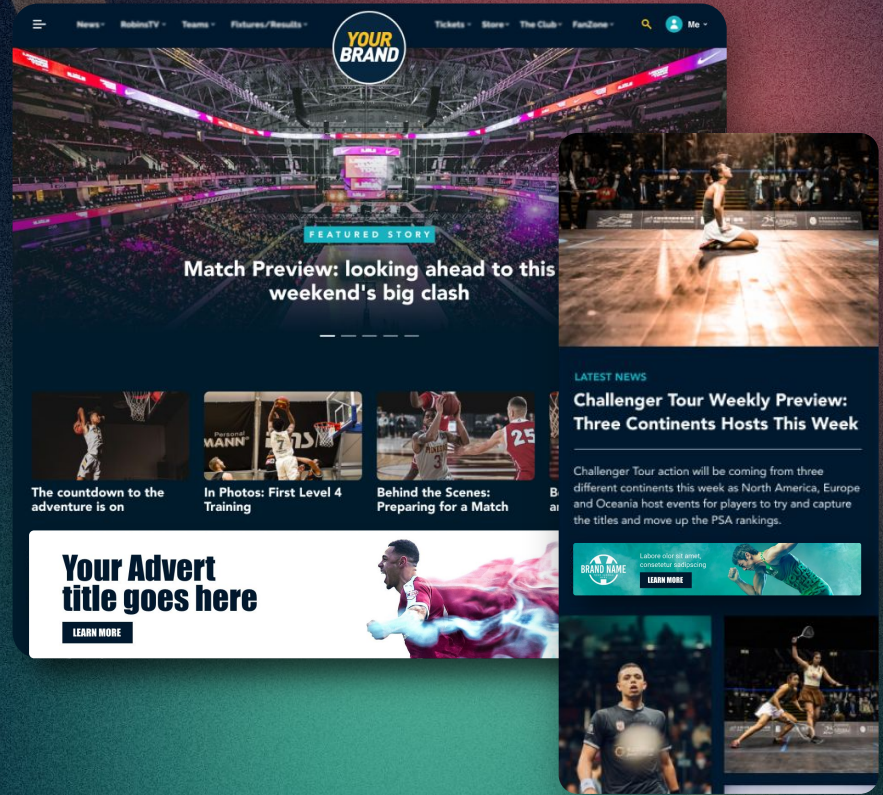 News
RobinsTV
Teams
Fixtures/Results
YOUR
BRAND
Tickets
Store
The Club
FanZone
Me
FEATURED STORY
Match Preview: looking ahead to this
weekend's big clash
The countdown to the
adventure is on
Personal
MANN
7
In Photos: First Level 4
Training
3
25
Behind the Scenes:
Preparing for a Match
Your Advert
title goes here
LEARN MORE
LATEST NEWS
Challenger Tour Weekly Preview:
Three Continents Hosts This Week
Challenger Tour action will be coming from three
different continents this week as North America, Europe
and Oceania host events for players to try and capture
the titles and move up the PSA rankings.
BRAND NAME
Labore olor sit amet,
consetetur sadipscing
LEARN MORE